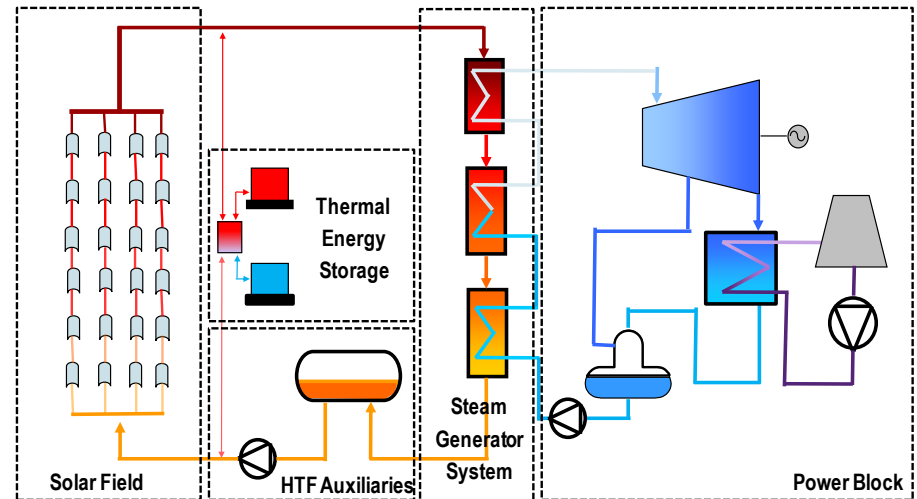 Thermal
Energy
Storage
Steam
Generator
System
Solar Field
HTF Auxiliaries
Power Block